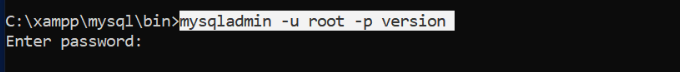 C:\xampp\mysql\bin>mysqladmin -u root -p version
Enter password: